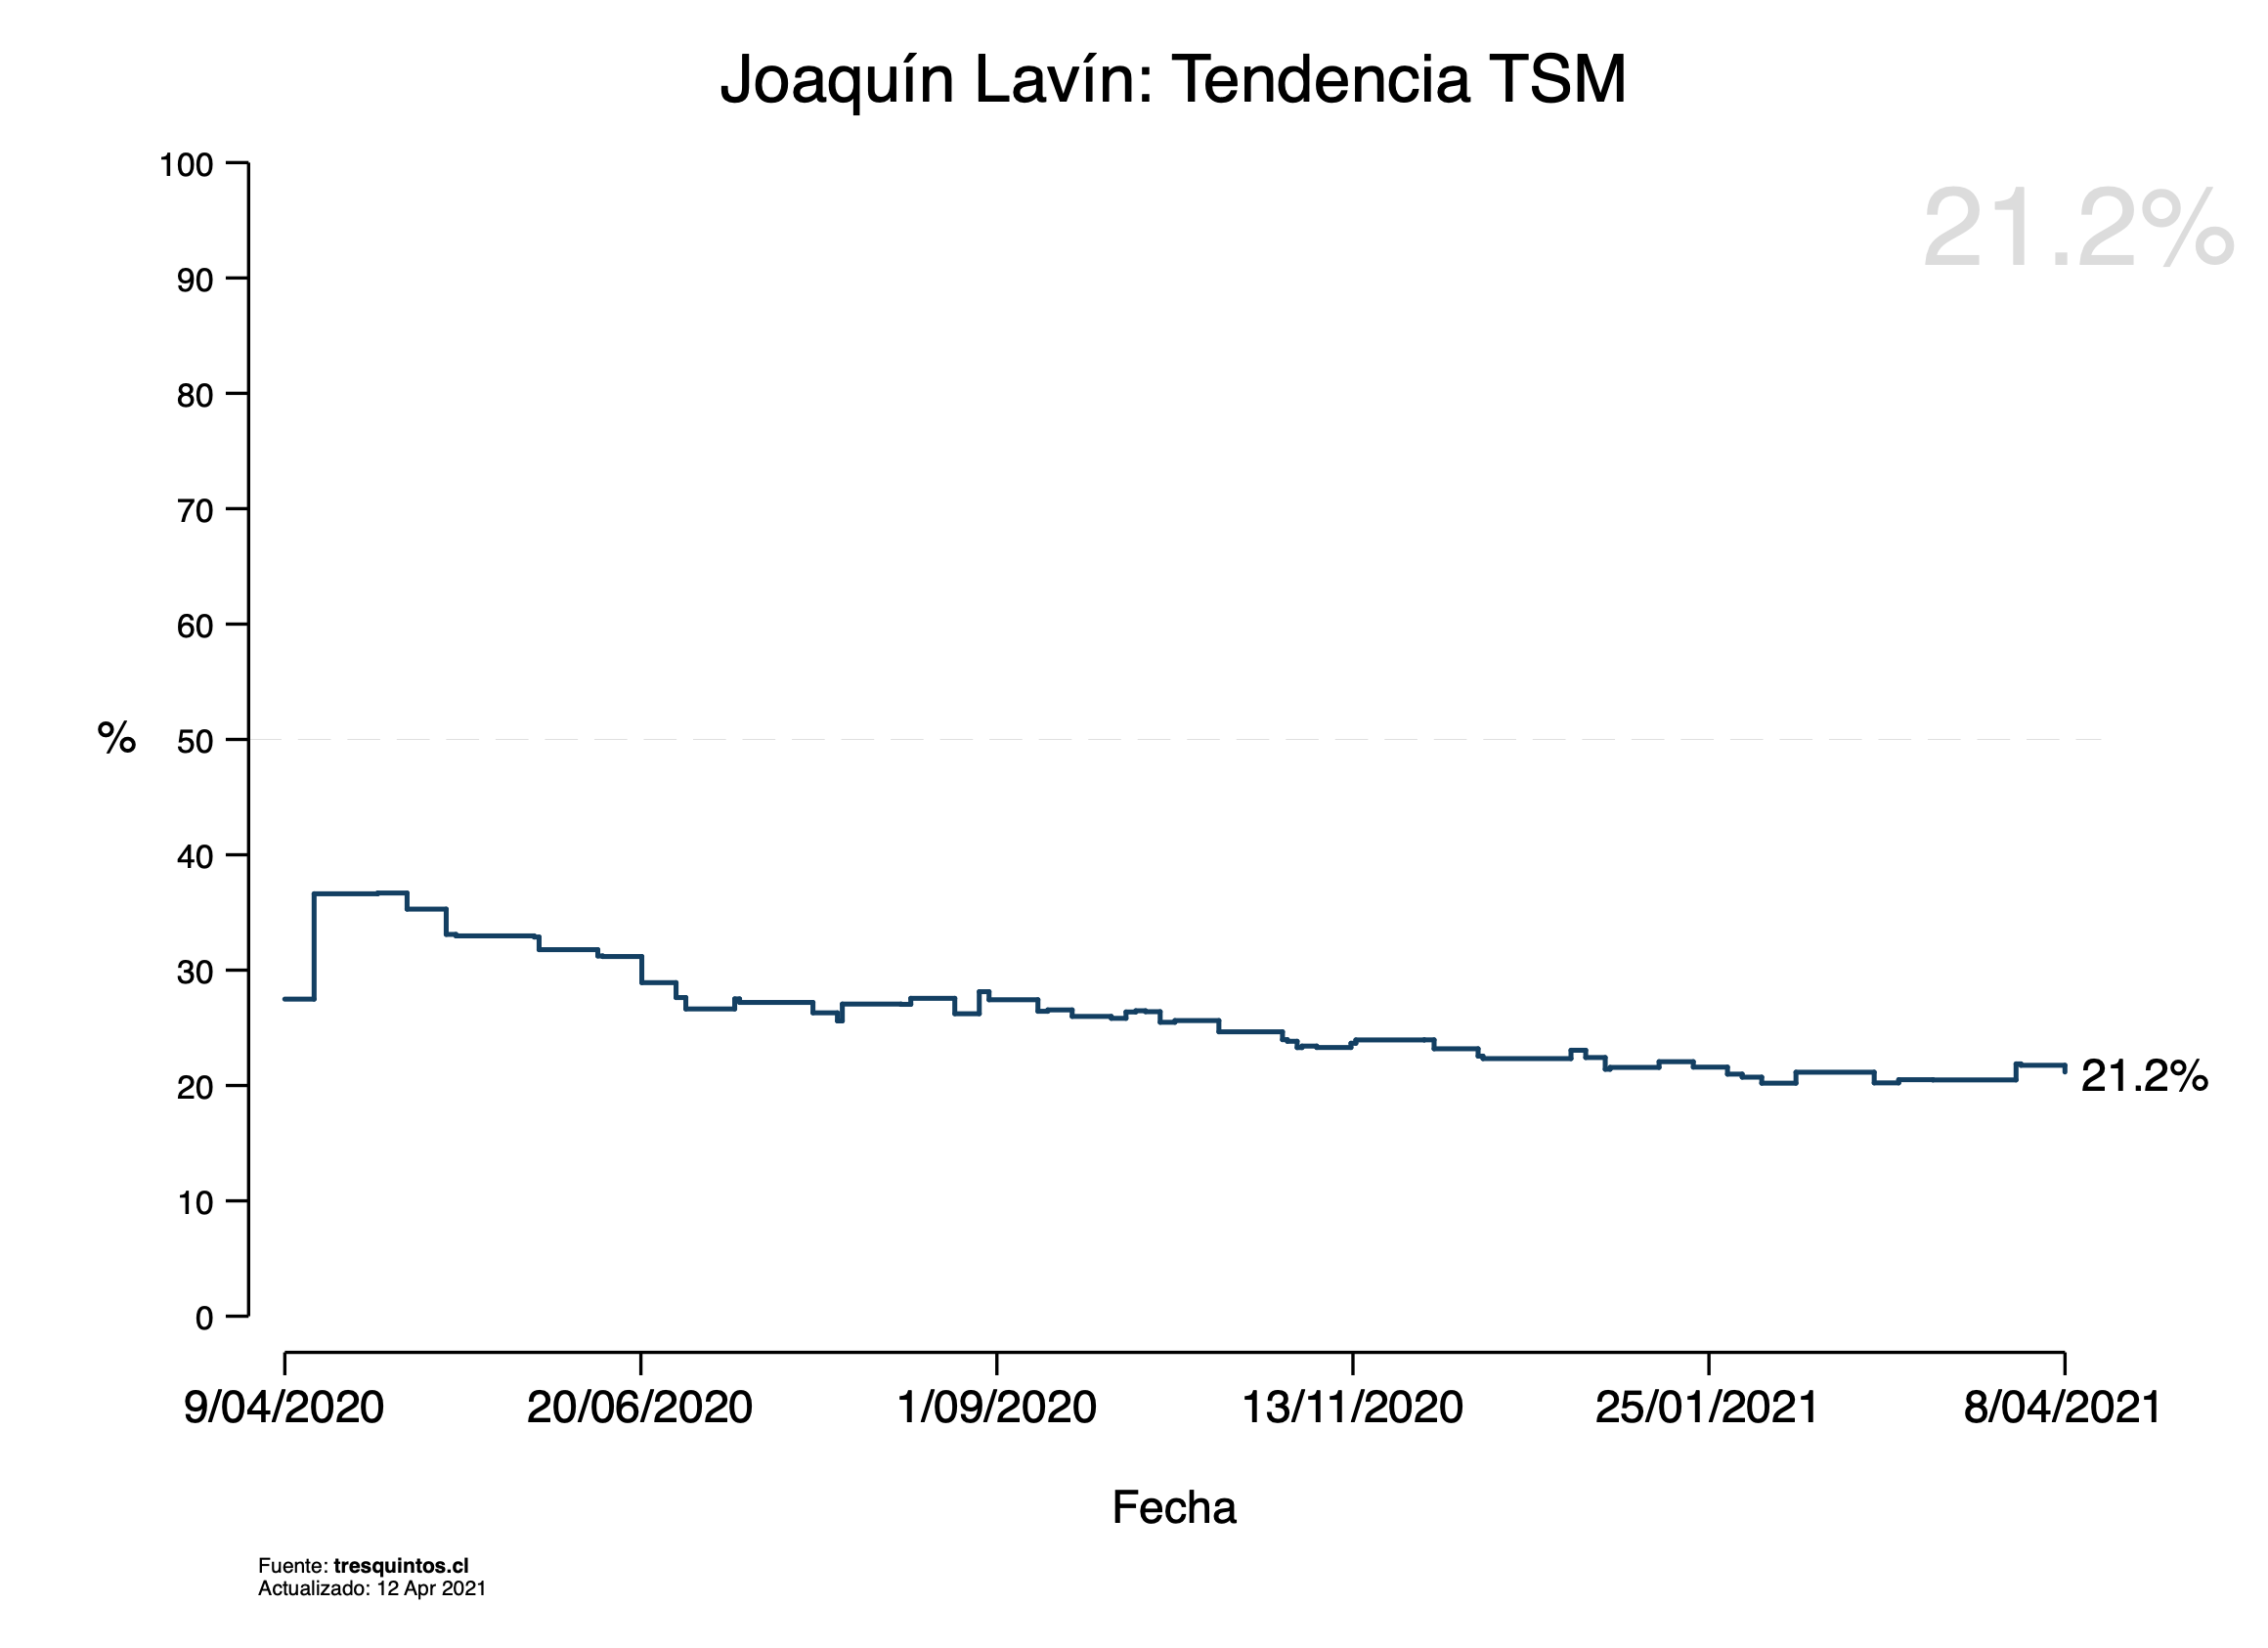 Joaquín Lavín: Tendencia TSM
21.2%
100
90
80
70
60
50
40
30
20
10
0
%
21.2%
9/04/2020 20/06/2020 1/09/2020 13/11/2020 25/01/2021 8/04/2021
Fecha
Fuente: tresquintos.cl
Actualizado: 12 Apr 2021